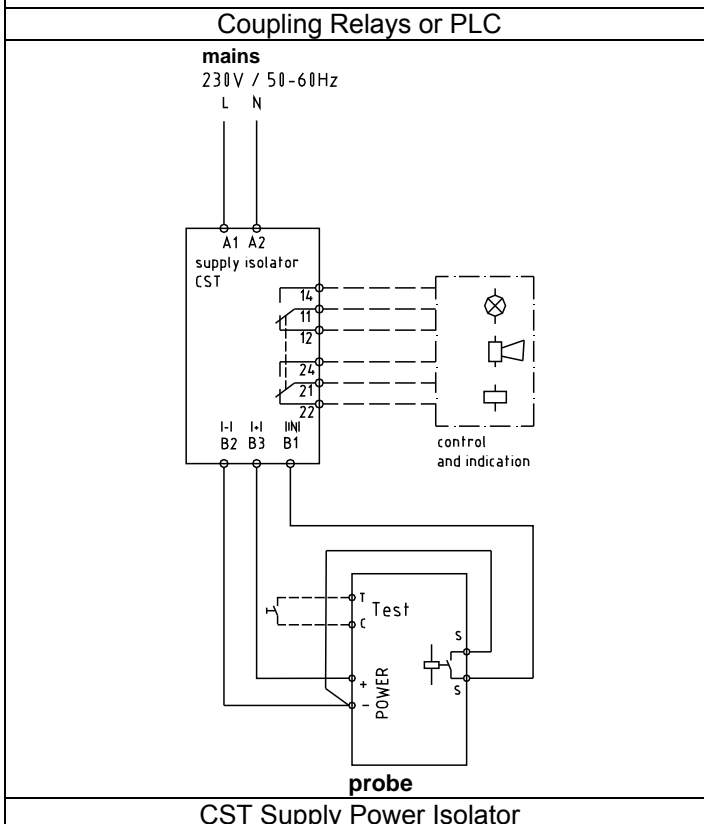 Coupling Relays or PLC
mains
230V / 50-60Hz
L N
A1 A2
supply isolator
CST
14
11
12
24
21
22
|-| |+| |IN|
B2 B3 B1
control
and indication
T
Test
C
S
+
POWER
-
S
probe
CST Supply Power Isolator